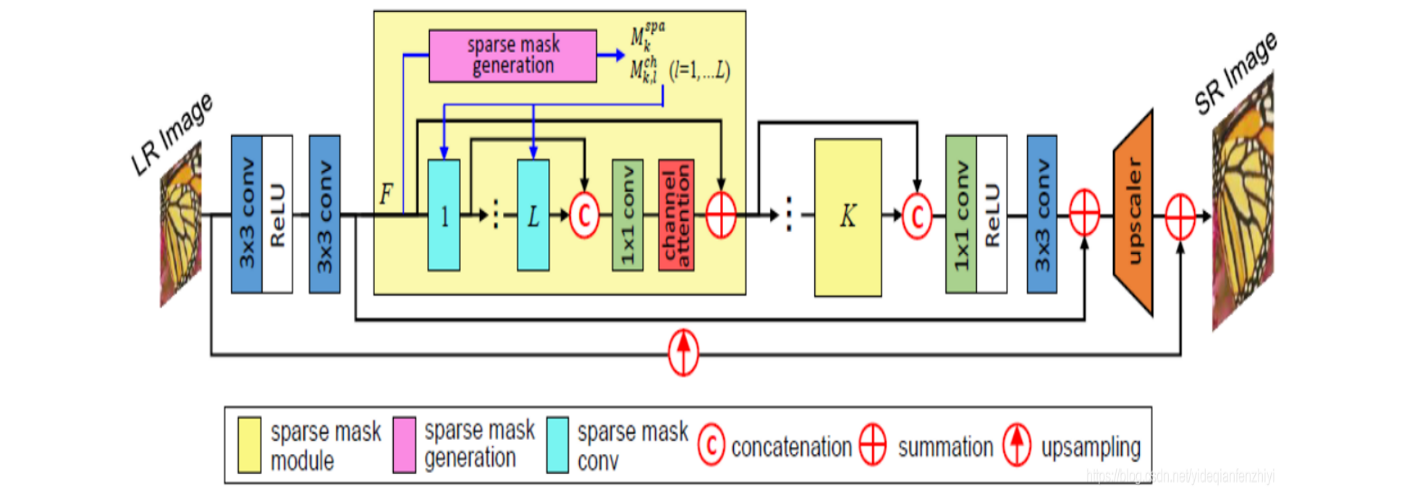 sparse mask
generation
M_k^{spa}
M_{k,l}^{ch} (l=1,...L)
LR Image
3x3 conv
ReLU
3x3 conv
F
1
⋮
L
C
1x1 conv
channel
attention
⋮
K
C
1x1 conv
ReLU
3x3 conv
upscaler
SR Image
sparse mask
module
sparse mask
generation
sparse mask
conv
C concatenation
summation
upsampling
https://blog.csdn.net/yideqianfenzhiyi